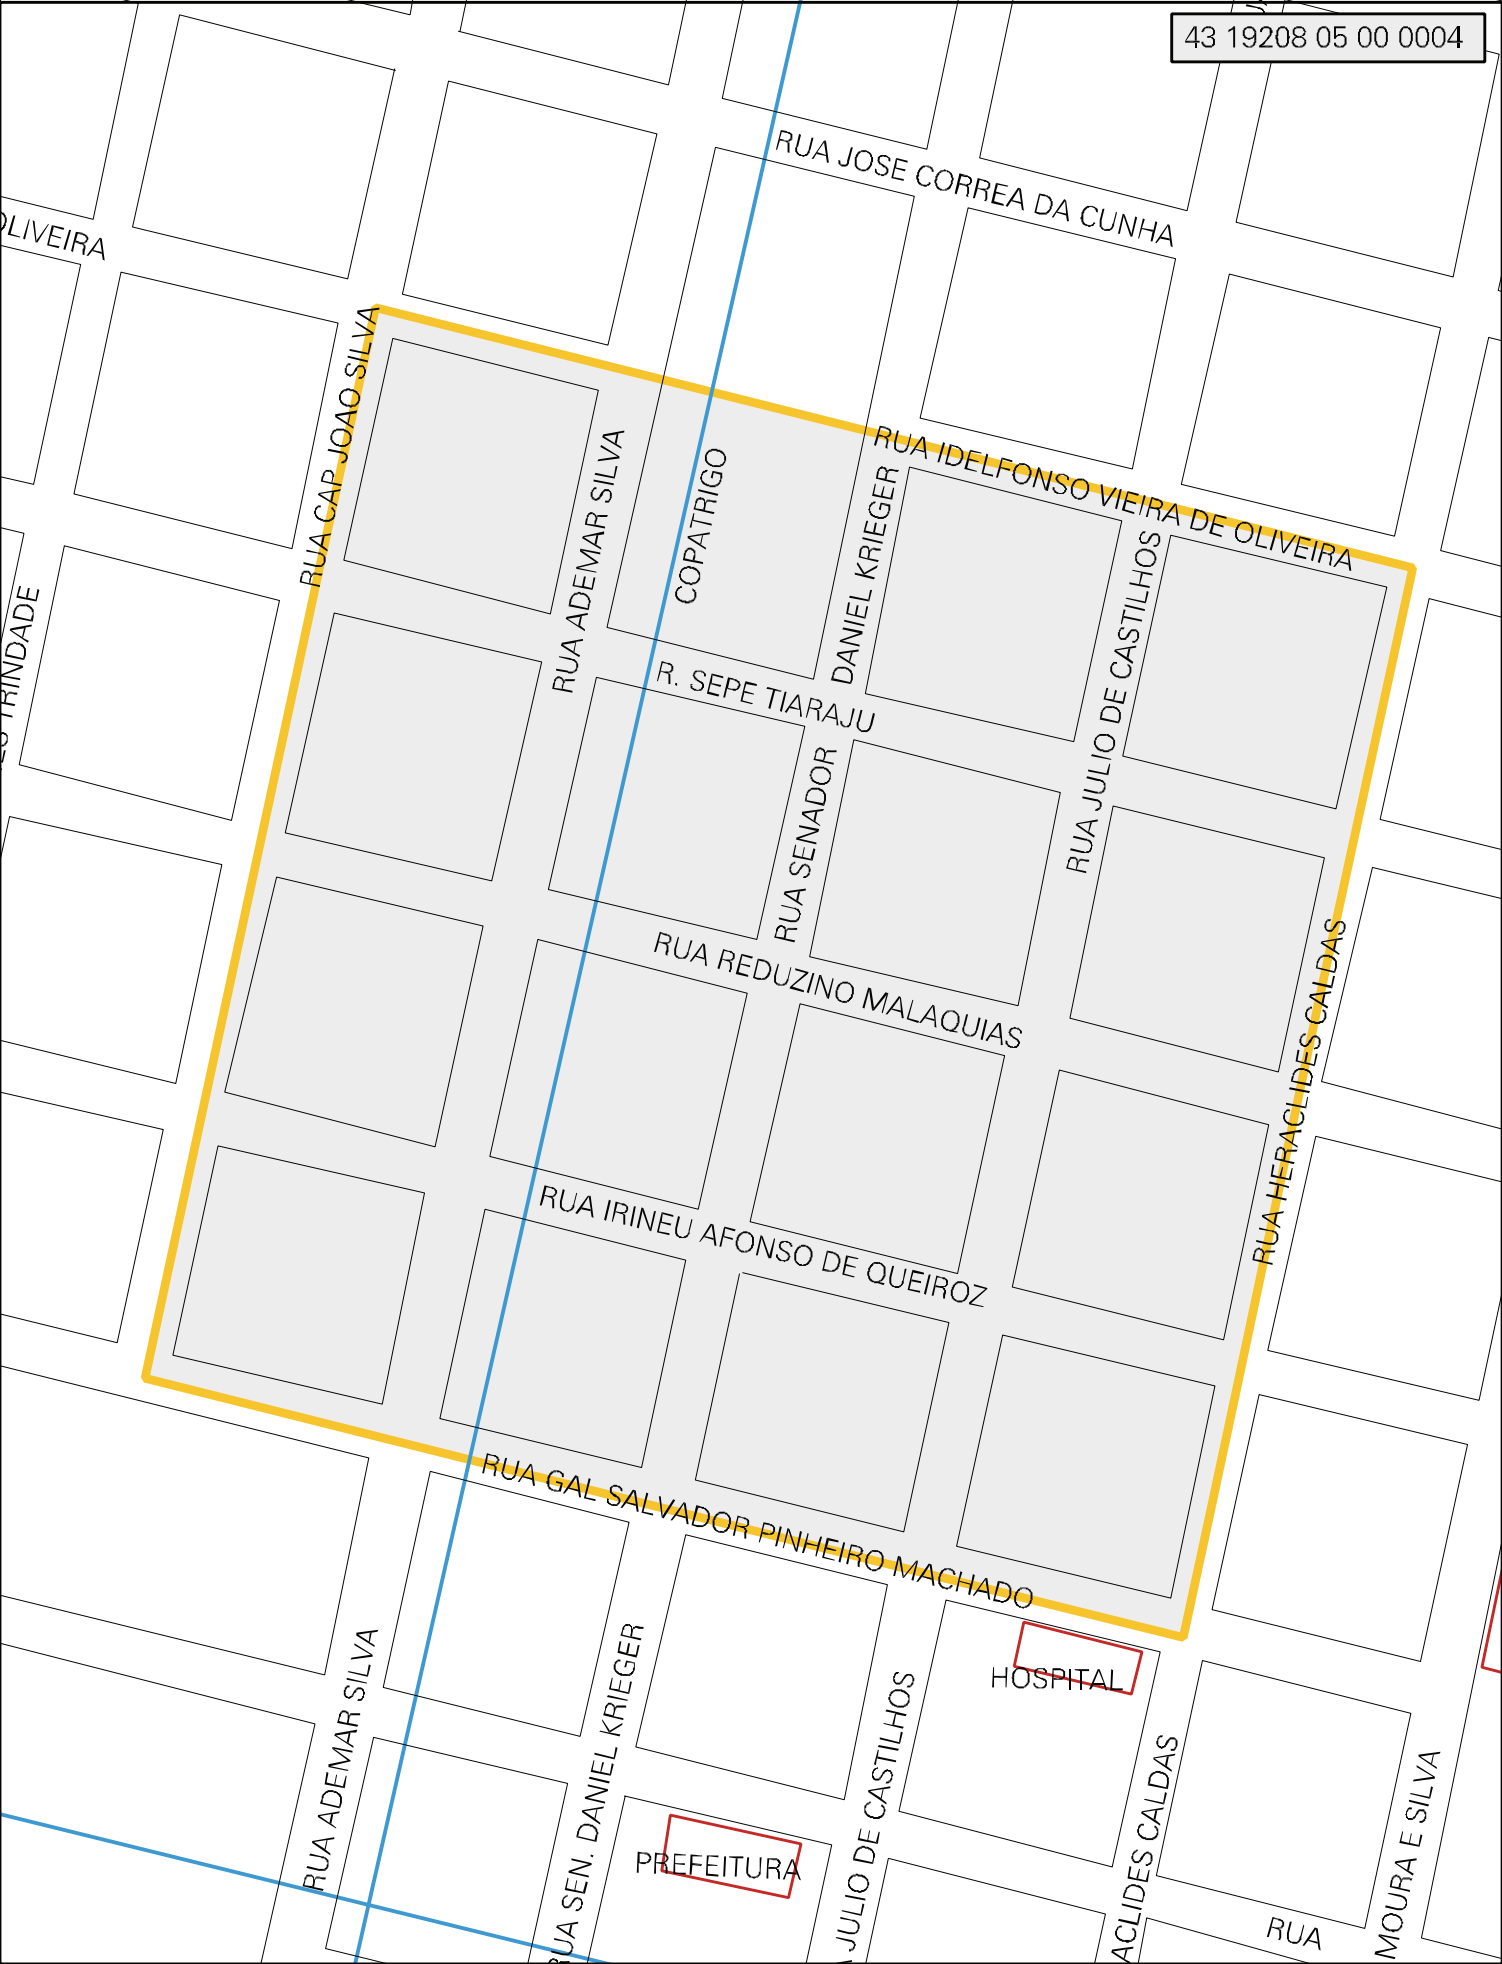 43 19208 05 00 0004
RUA JOSE CORREA DA CUNHA
OLIVEIRA
RUA CAP JOAO SILVA
RUA IDELFONSO VIEIRA DE OLIVEIRA
RUA ADEMAR SILVA
COPATRIGO
DANIEL KRIEGER
RUA JULIO DE CASTILHOS
TRINDADE
R. SEPE TIARAJU
RUA SENADOR
RUA REDUZINO MALAQUIAS
RUA HERACLIDES CALDAS
RUA IRINEU AFONSO DE QUEIROZ
RUA GAL SALVADOR PINHEIRO MACHADO
HOSPITAL
RUA ADEMAR SILVA
RUA SEN. DANIEL KRIEGER
JULIO DE CASTILHOS
ACLIDES CALDAS
MOURA E SILVA
PREFEITURA
RUA